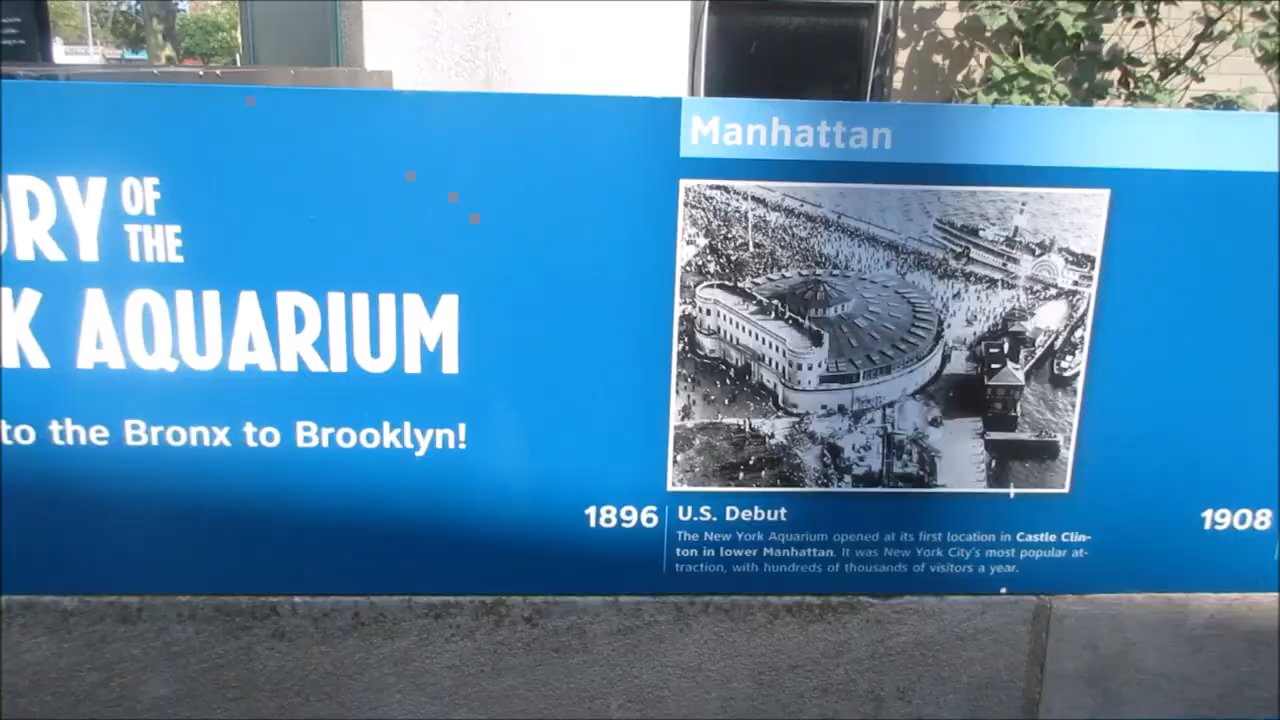 ORY OF THE
K AQUARIUM
to the Bronx to Brooklyn!
Manhattan
1896
U.S. Debut
The New York Aquarium opened at its first location in Castle Clin-
ton in lower Manhattan. It was New York City's most popular at-
traction, with hundreds of thousands of visitors a year.
1908